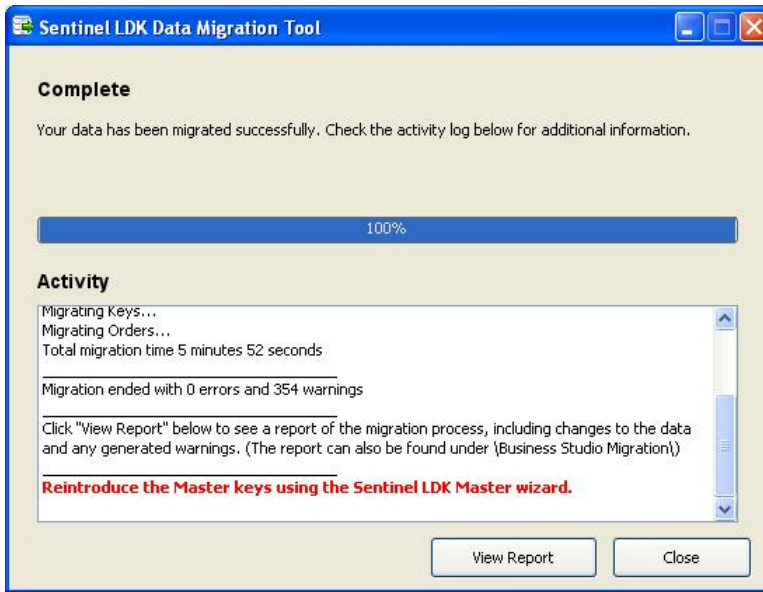 Sentinel LDK Data Migration Tool
Complete
Your data has been migrated successfully. Check the activity log below for additional information.
100%
Activity
Migrating Keys...
Migrating Orders...
Total migration time 5 minutes 52 seconds
Migration ended with 0 errors and 354 warnings
Click "View Report" below to see a report of the migration process, including changes to the data
and any generated warnings. (The report can also be found under \Business Studio Migration\)
Reintroduce the Master keys using the Sentinel LDK Master wizard.
View Report
Close